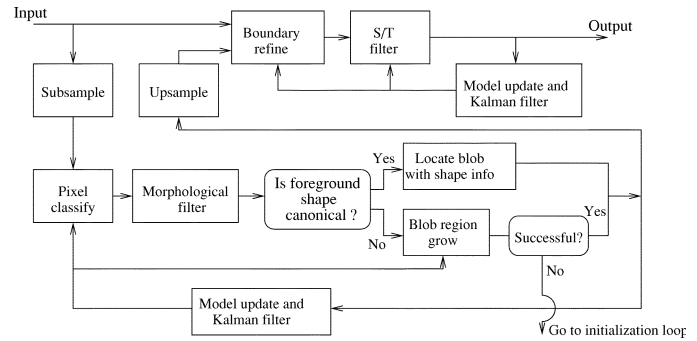 Input
Boundary
refine
S/T
filter
Output
Subsample
Upsample
Model update and
Kalman filter
Pixel
classify
Morphological
filter
Is foreground
shape
canonical ?
Yes
Locate blob
with shape info
No
Blob region
grow
Successful?
Yes
No
Model update and
Kalman filter
Go to initialization loop